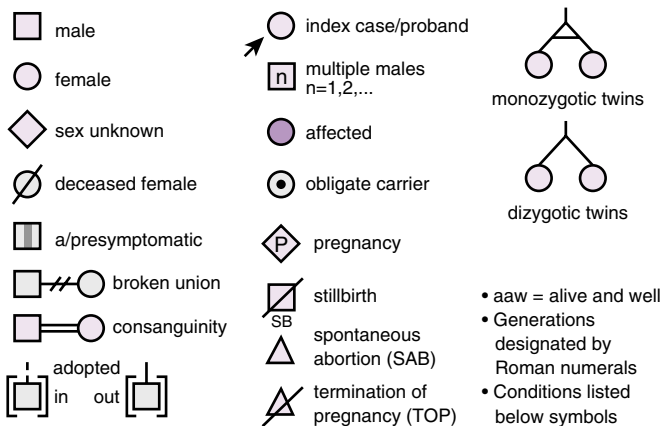 male
female
sex unknown
deceased female
a/presymptomatic
broken union
consanguinity
adopted
in out
index case/proband
n
multiple males
n=1,2,...
affected
obligate carrier
P
pregnancy
stillbirth
SB
spontaneous
abortion (SAB)
termination of
pregnancy (TOP)
monozygotic twins
dizygotic twins
• aaw = alive and well
• Generations
designated by
Roman numerals
• Conditions listed
below symbols